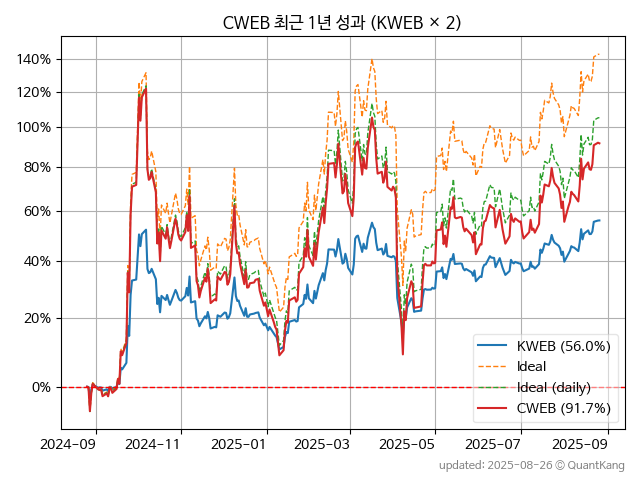 CWEB 최근 1년 성과 (KWEB × 2)
140%
120%
100%
80%
60%
40%
20%
0%
KWEB (56.0%)
Ideal
Ideal (daily)
CWEB (91.7%)
2024-09
2024-11
2025-01
2025-03
2025-05
2025-07
2025-09
updated: 2025-08-26 © QuantKang